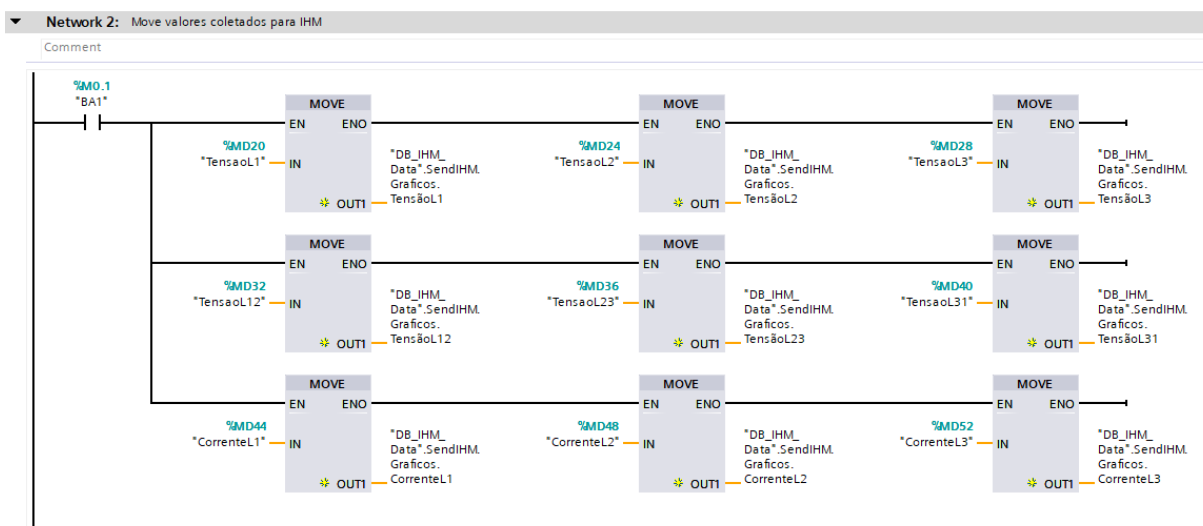 Network 2: Move valores coletados para IHM
Comment
%M0.1
"BA1"
MOVE
EN ENO
%MD20
"TensaoL1"
IN
"DB_IHM_
Data".SendIHM.
Graficos.
TensãoL1
OUT1
MOVE
EN ENO
%MD24
"TensaoL2"
IN
"DB_IHM_
Data".SendIHM.
Graficos.
TensãoL2
OUT1
MOVE
EN ENO
%MD28
"TensaoL3"
IN
"DB_IHM_
Data".SendIHM.
Graficos.
TensãoL3
OUT1
MOVE
EN ENO
%MD32
"TensaoL12"
IN
"DB_IHM_
Data".SendIHM.
Graficos.
TensãoL12
OUT1
MOVE
EN ENO
%MD36
"TensaoL23"
IN
"DB_IHM_
Data".SendIHM.
Graficos.
TensãoL23
OUT1
MOVE
EN ENO
%MD40
"TensaoL31"
IN
"DB_IHM_
Data".SendIHM.
Graficos.
TensãoL31
OUT1
MOVE
EN ENO
%MD44
"CorrenteL1"
IN
"DB_IHM_
Data".SendIHM.
Graficos.
CorrenteL1
OUT1
MOVE
EN ENO
%MD48
"CorrenteL2"
IN
"DB_IHM_
Data".SendIHM.
Graficos.
CorrenteL2
OUT1
MOVE
EN ENO
%MD52
"CorrenteL3"
IN
"DB_IHM_
Data".SendIHM.
Graficos.
CorrenteL3
OUT1